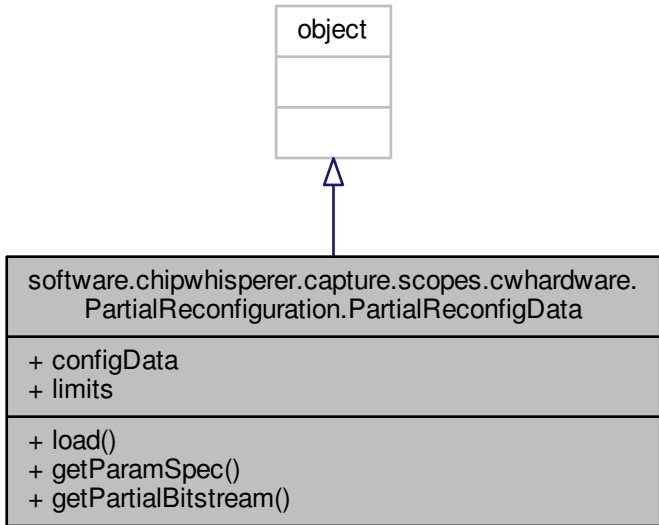 object
software.chipwhisperer.capture.scopes.cwhardware.
PartialReconfiguration.PartialReconfigData
+ configData
+ limits
+ load()
+ getParamSpec()
+ getPartialBitstream()